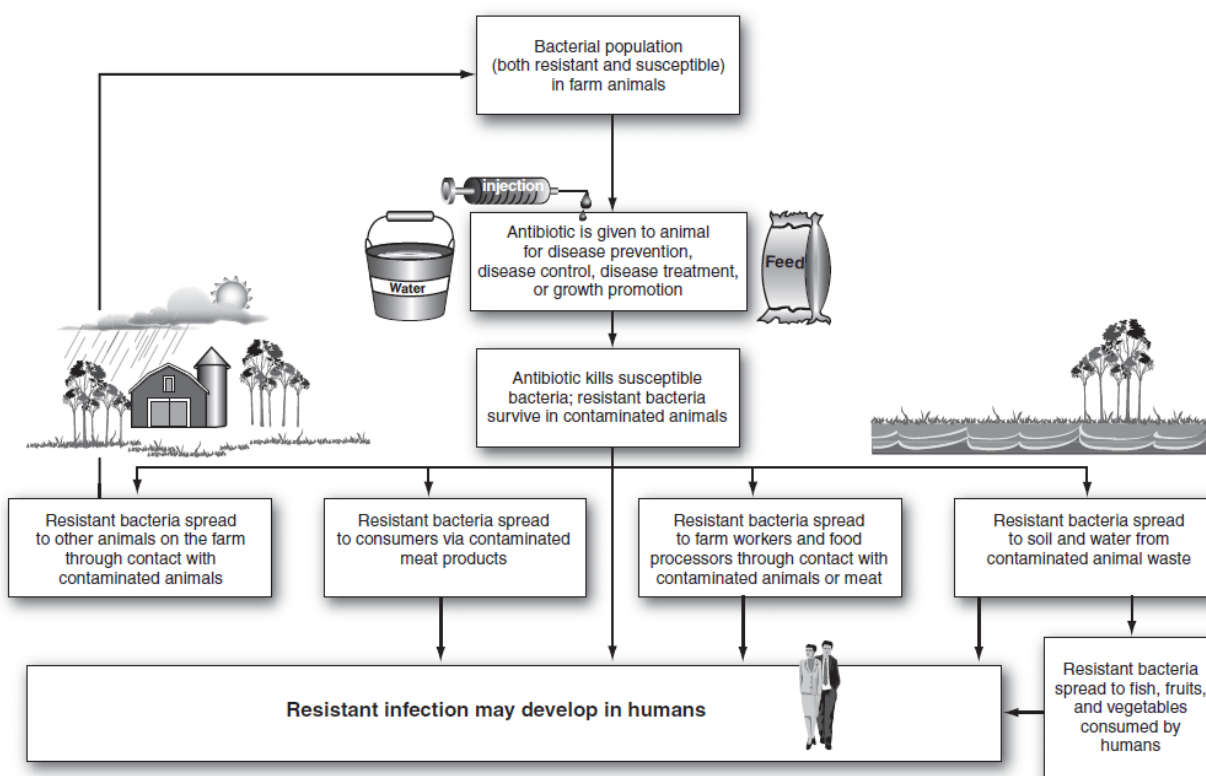 Bacterial population
(both resistant and susceptible)
in farm animals
injection
Water
Antibiotic is given to animal
for disease prevention,
disease control, disease treatment,
or growth promotion
Feed
Antibiotic kills susceptible
bacteria; resistant bacteria
survive in contaminated animals
Resistant bacteria spread
to other animals on the farm
through contact with
contaminated animals
Resistant bacteria spread
to consumers via contaminated
meat products
Resistant bacteria spread
to farm workers and food
processors through contact with
contaminated animals or meat
Resistant bacteria spread
to soil and water from
contaminated animal waste
Resistant infection may develop in humans
Resistant bacteria
spread to fish, fruits,
and vegetables
consumed by
humans